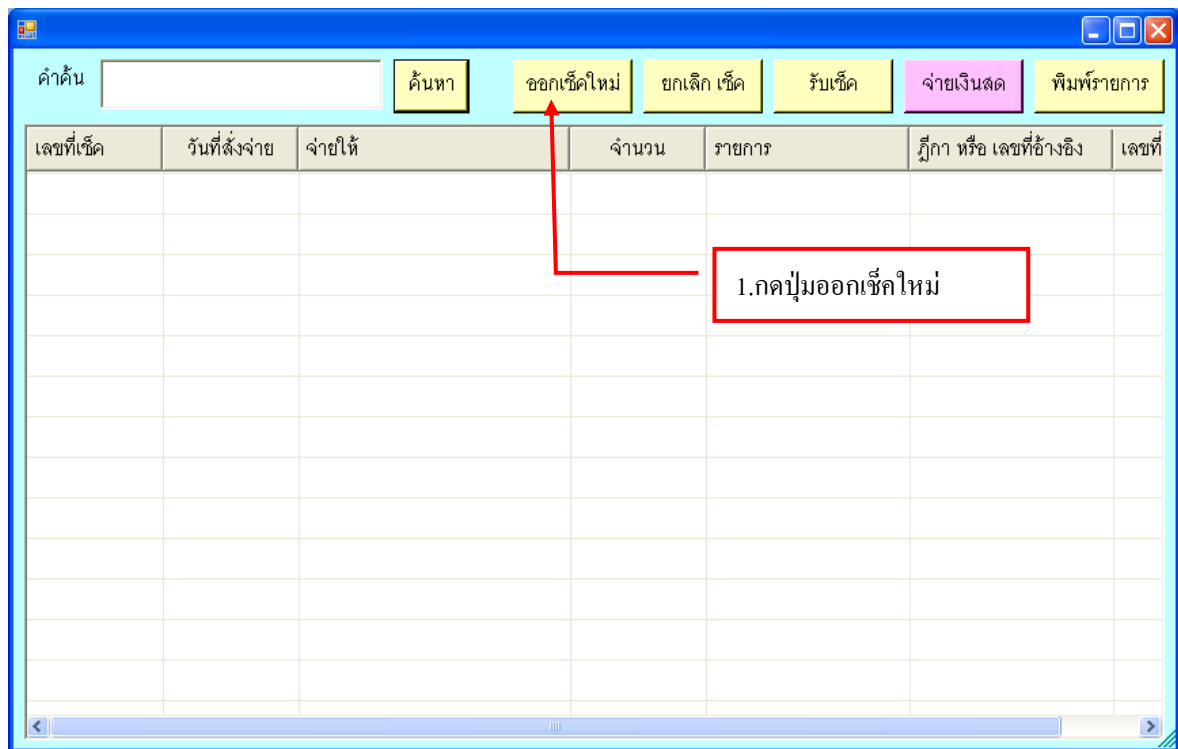 คำค้น ค้นหา ออกเช็คใหม่ ยกเลิก เช็ค รับเช็ค จ่ายเงินสด พิมพ์รายการ
เลขที่เช็ค วันที่สั่งจ่าย จ่ายให้ จำนวน รายการ ฎีกา หรือ เลขที่อ้างอิง เลขที่
1.กดปุ่มออกเช็คใหม่